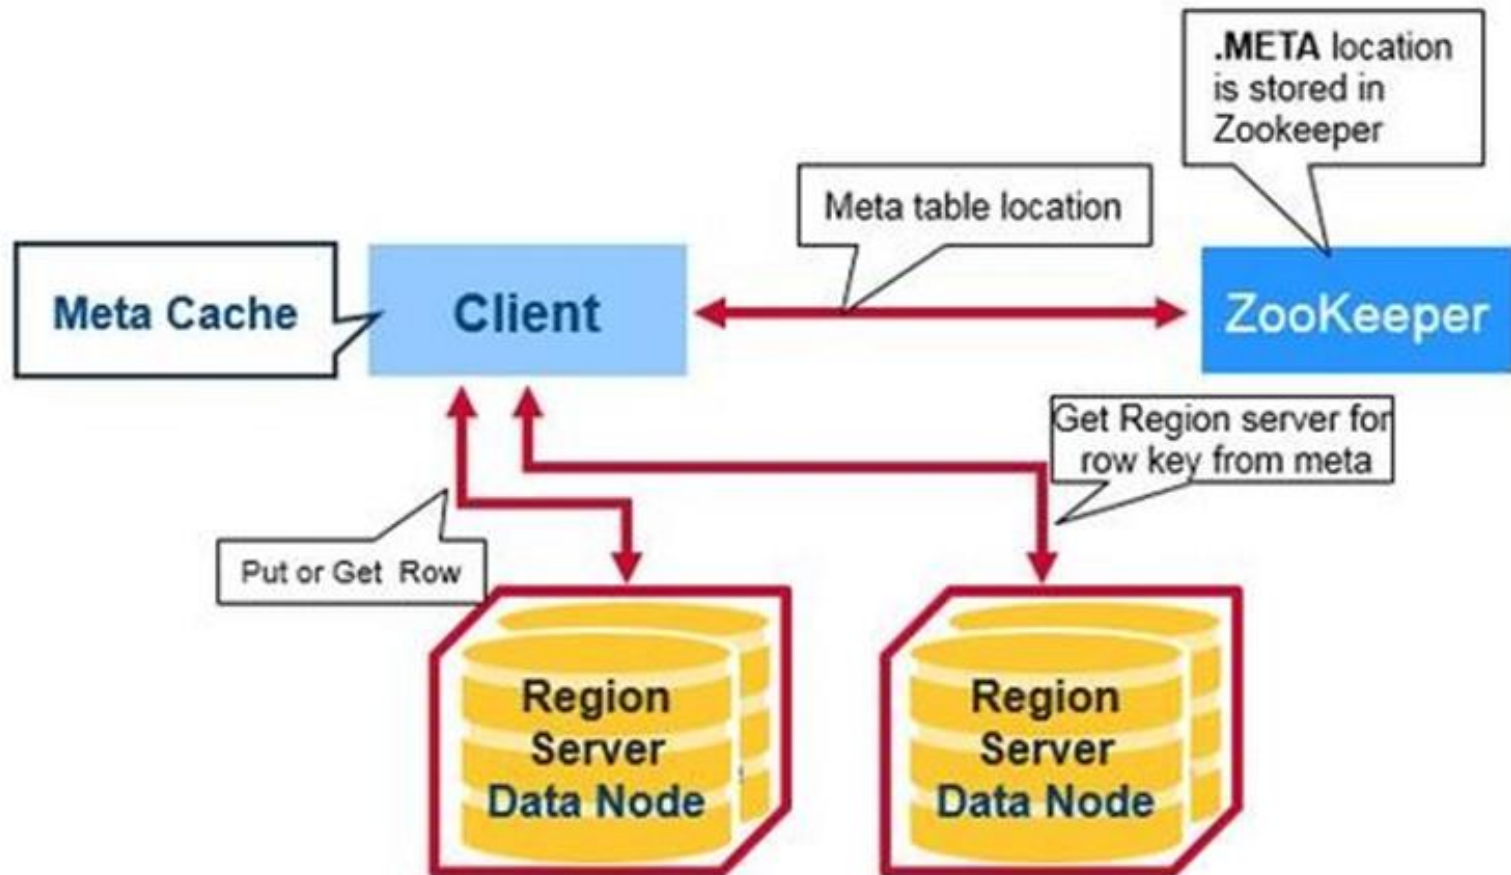 .META location
is stored in
Zookeeper
Meta table location
Meta Cache
Client
ZooKeeper
Get Region server for
row key from meta
Put or Get Row
Region
Server
Data Node
Region
Server
Data Node